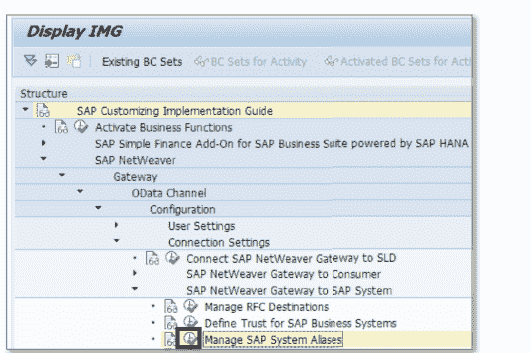 Display IMG
Existing BC Sets BC Sets for Activity Activated BC Sets for Acti
Structure
SAP Customizing Implementation Guide
Activate Business Functions
SAP Simple Finance Add-On for SAP Business Suite powered by SAP HANA
SAP NetWeaver
Gateway
OData Channel
Configuration
User Settings
Connection Settings
Connect SAP NetWeaver Gateway to SLD
SAP NetWeaver Gateway to Consumer
SAP NetWeaver Gateway to SAP System
Manage RFC Destinations
Define Trust for SAP Business Systems
Manage SAP System Aliases